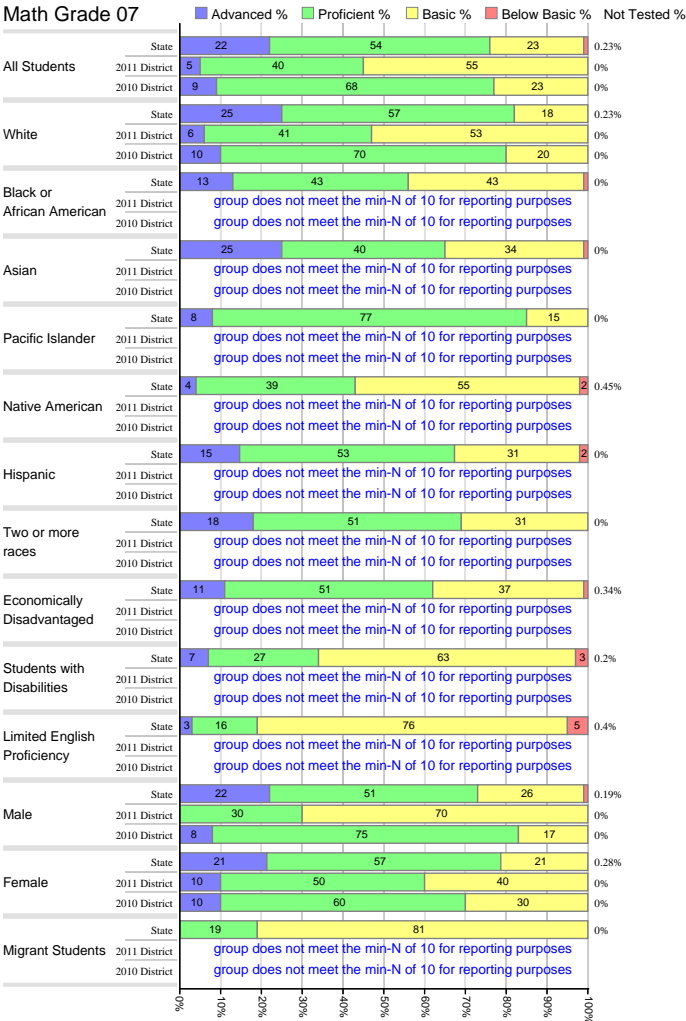 Math Grade 07
Advanced % Proficient % Basic % Below Basic % Not Tested %
All Students
State 22 54 23 0.23%
2011 District 5 40 55 0%
2010 District 9 68 23 0%
White
State 25 57 18 0.23%
2011 District 6 41 53 0%
2010 District 10 70 20 0%
Black or
African American
State 13 43 43 0%
2011 District group does not meet the min-N of 10 for reporting purposes
2010 District group does not meet the min-N of 10 for reporting purposes
Asian
State 25 40 34 0%
2011 District group does not meet the min-N of 10 for reporting purposes
2010 District group does not meet the min-N of 10 for reporting purposes
Pacific Islander
State 8 77 15 0%
2011 District group does not meet the min-N of 10 for reporting purposes
2010 District group does not meet the min-N of 10 for reporting purposes
Native American
State 4 39 55 2 0.45%
2011 District group does not meet the min-N of 10 for reporting purposes
2010 District group does not meet the min-N of 10 for reporting purposes
Hispanic
State 15 53 31 2 0%
2011 District group does not meet the min-N of 10 for reporting purposes
2010 District group does not meet the min-N of 10 for reporting purposes
Two or more
races
State 18 51 31 0%
2011 District group does not meet the min-N of 10 for reporting purposes
2010 District group does not meet the min-N of 10 for reporting purposes
Economically
Disadvantaged
State 11 51 37 0.34%
2011 District group does not meet the min-N of 10 for reporting purposes
2010 District group does not meet the min-N of 10 for reporting purposes
Students with
Disabilities
State 7 27 63 3 0.2%
2011 District group does not meet the min-N of 10 for reporting purposes
2010 District group does not meet the min-N of 10 for reporting purposes
Limited English
Proficiency
State 3 16 76 5 0.4%
2011 District group does not meet the min-N of 10 for reporting purposes
2010 District group does not meet the min-N of 10 for reporting purposes
Male
State 22 51 26 0.19%
2011 District 30 70 0%
2010 District 8 75 17 0%
Female
State 21 57 21 0.28%
2011 District 10 50 40 0%
2010 District 10 60 30 0%
Migrant Students
State 19 81 0%
2011 District group does not meet the min-N of 10 for reporting purposes
2010 District group does not meet the min-N of 10 for reporting purposes
0% 10% 20% 30% 40% 50% 60% 70% 80% 90% 100%